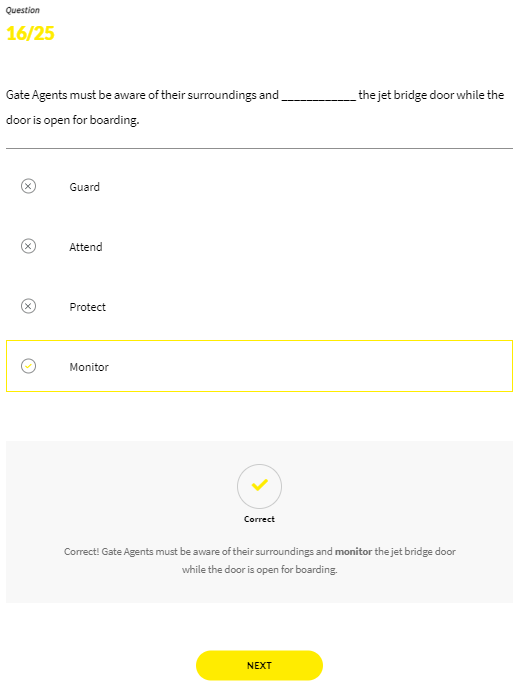 Question
16/25
Gate Agents must be aware of their surroundings and ____________ the jet bridge door while the
door is open for boarding.
Guard
Attend
Protect
Monitor
Correct
Correct! Gate Agents must be aware of their surroundings and monitor the jet bridge door
while the door is open for boarding.
NEXT